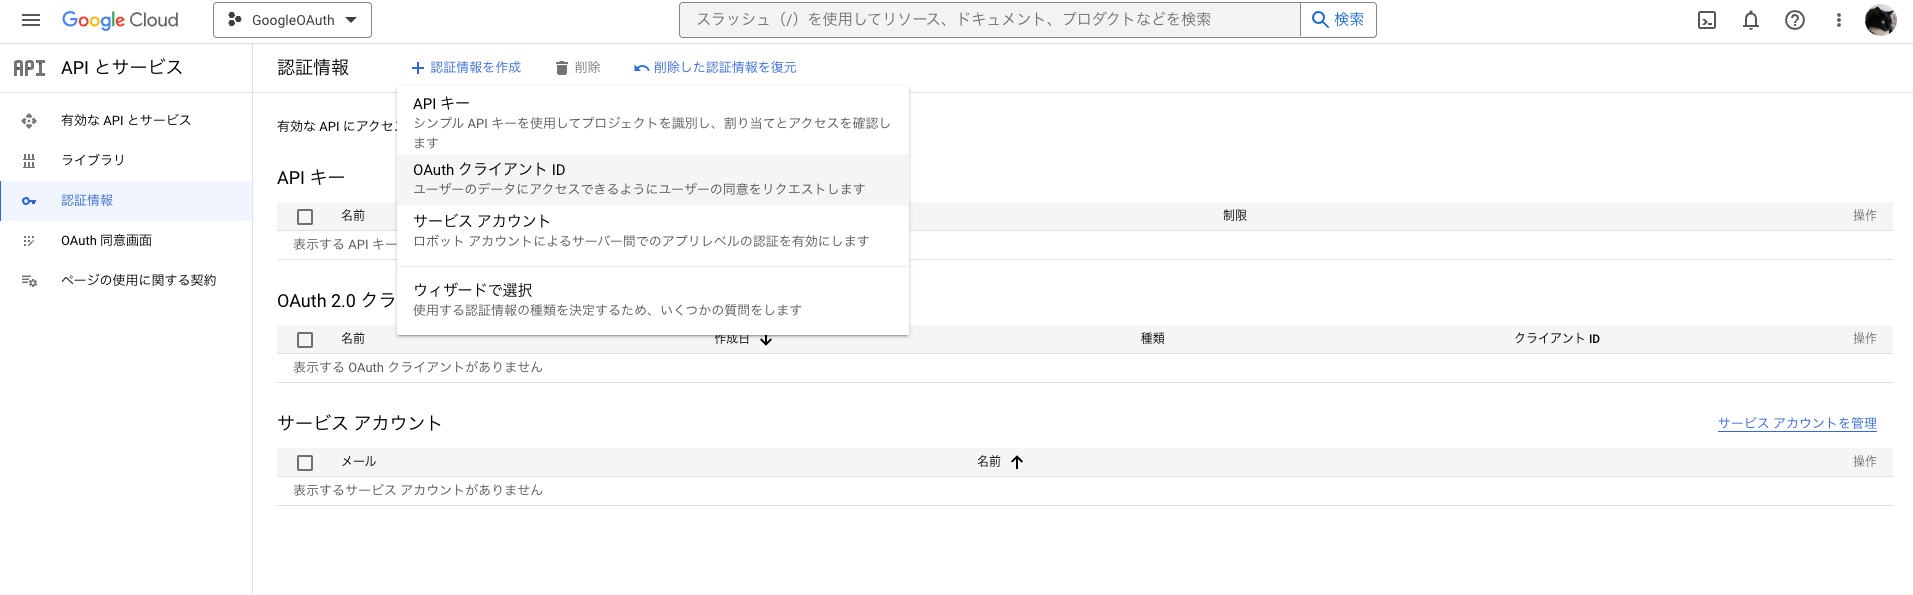 Google Cloud
GoogleOAuth
スラッシュ（/）を使用してリソース、ドキュメント、プロダクトなどを検索
検索
API API とサービス
認証情報
認証情報を作成
削除
削除した認証情報を復元
有効な API とサービス
ライブラリ
認証情報
OAuth 同意画面
ページの使用に関する契約
有効な API にアクセ
API キー
シンプル API キーを使用してプロジェクトを識別し、割り当てとアクセスを確認し
ます
OAuth クライアント ID
ユーザーのデータにアクセスできるようにユーザーの同意をリクエストします
サービス アカウント
ロボット アカウントによるサーバー間でのアプリレベルの認証を有効にします
ウィザードで選択
使用する認証情報の種類を決定するため、いくつかの質問をします
API キー
名前
制限
操作
表示する API キー
OAuth 2.0 クラ
名前
作成日
種類
クライアント ID
操作
表示する OAuth クライアントがありません
サービス アカウント
サービス アカウントを管理
メール
名前
操作
表示するサービス アカウントがありません